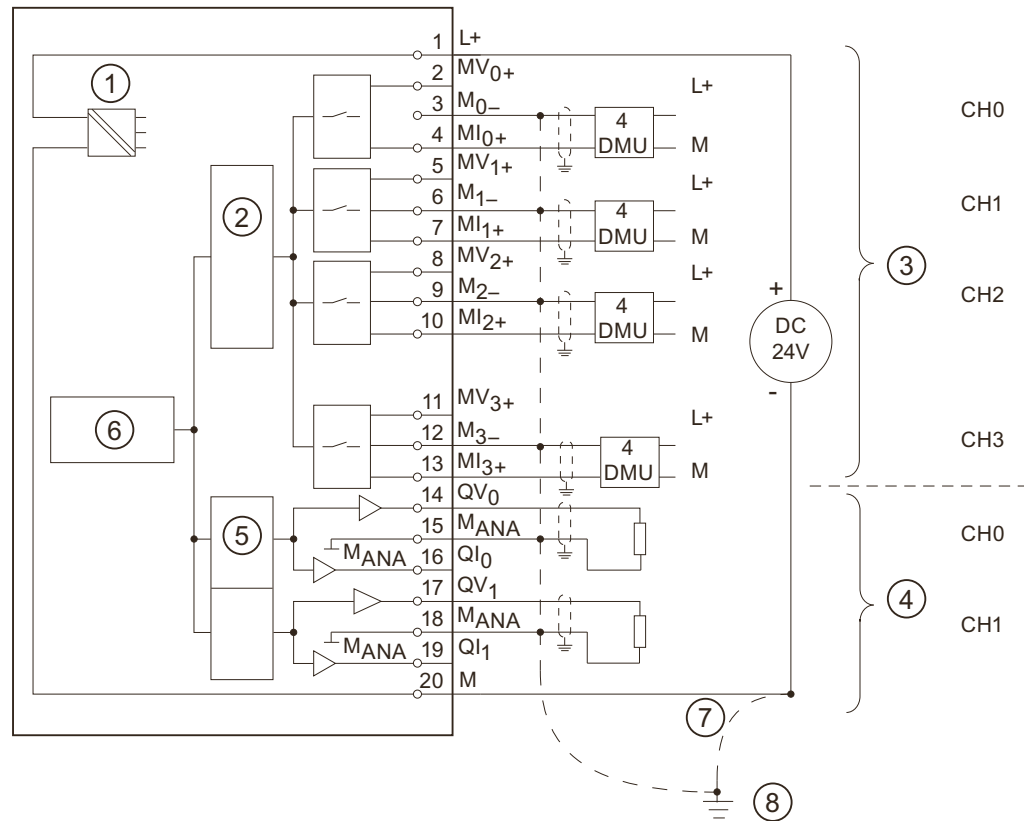 1 L+
2 MV0+
3 M0–
4 MI0+
5 MV1+
6 M1–
7 MI1+
8 MV2+
9 M2–
10 MI2+
11 MV3+
12 M3–
13 MI3+
14 QV0
15 MANA
16 QI0
17 QV1
18 MANA
19 QI1
20 M
MANA
MANA
1
2
6
5
4
DMU
L+
M
4
DMU
L+
M
4
DMU
L+
M
4
DMU
L+
M
+
DC
24V
-
CH0
CH1
3
CH2
CH3
CH0
4
CH1
7
8